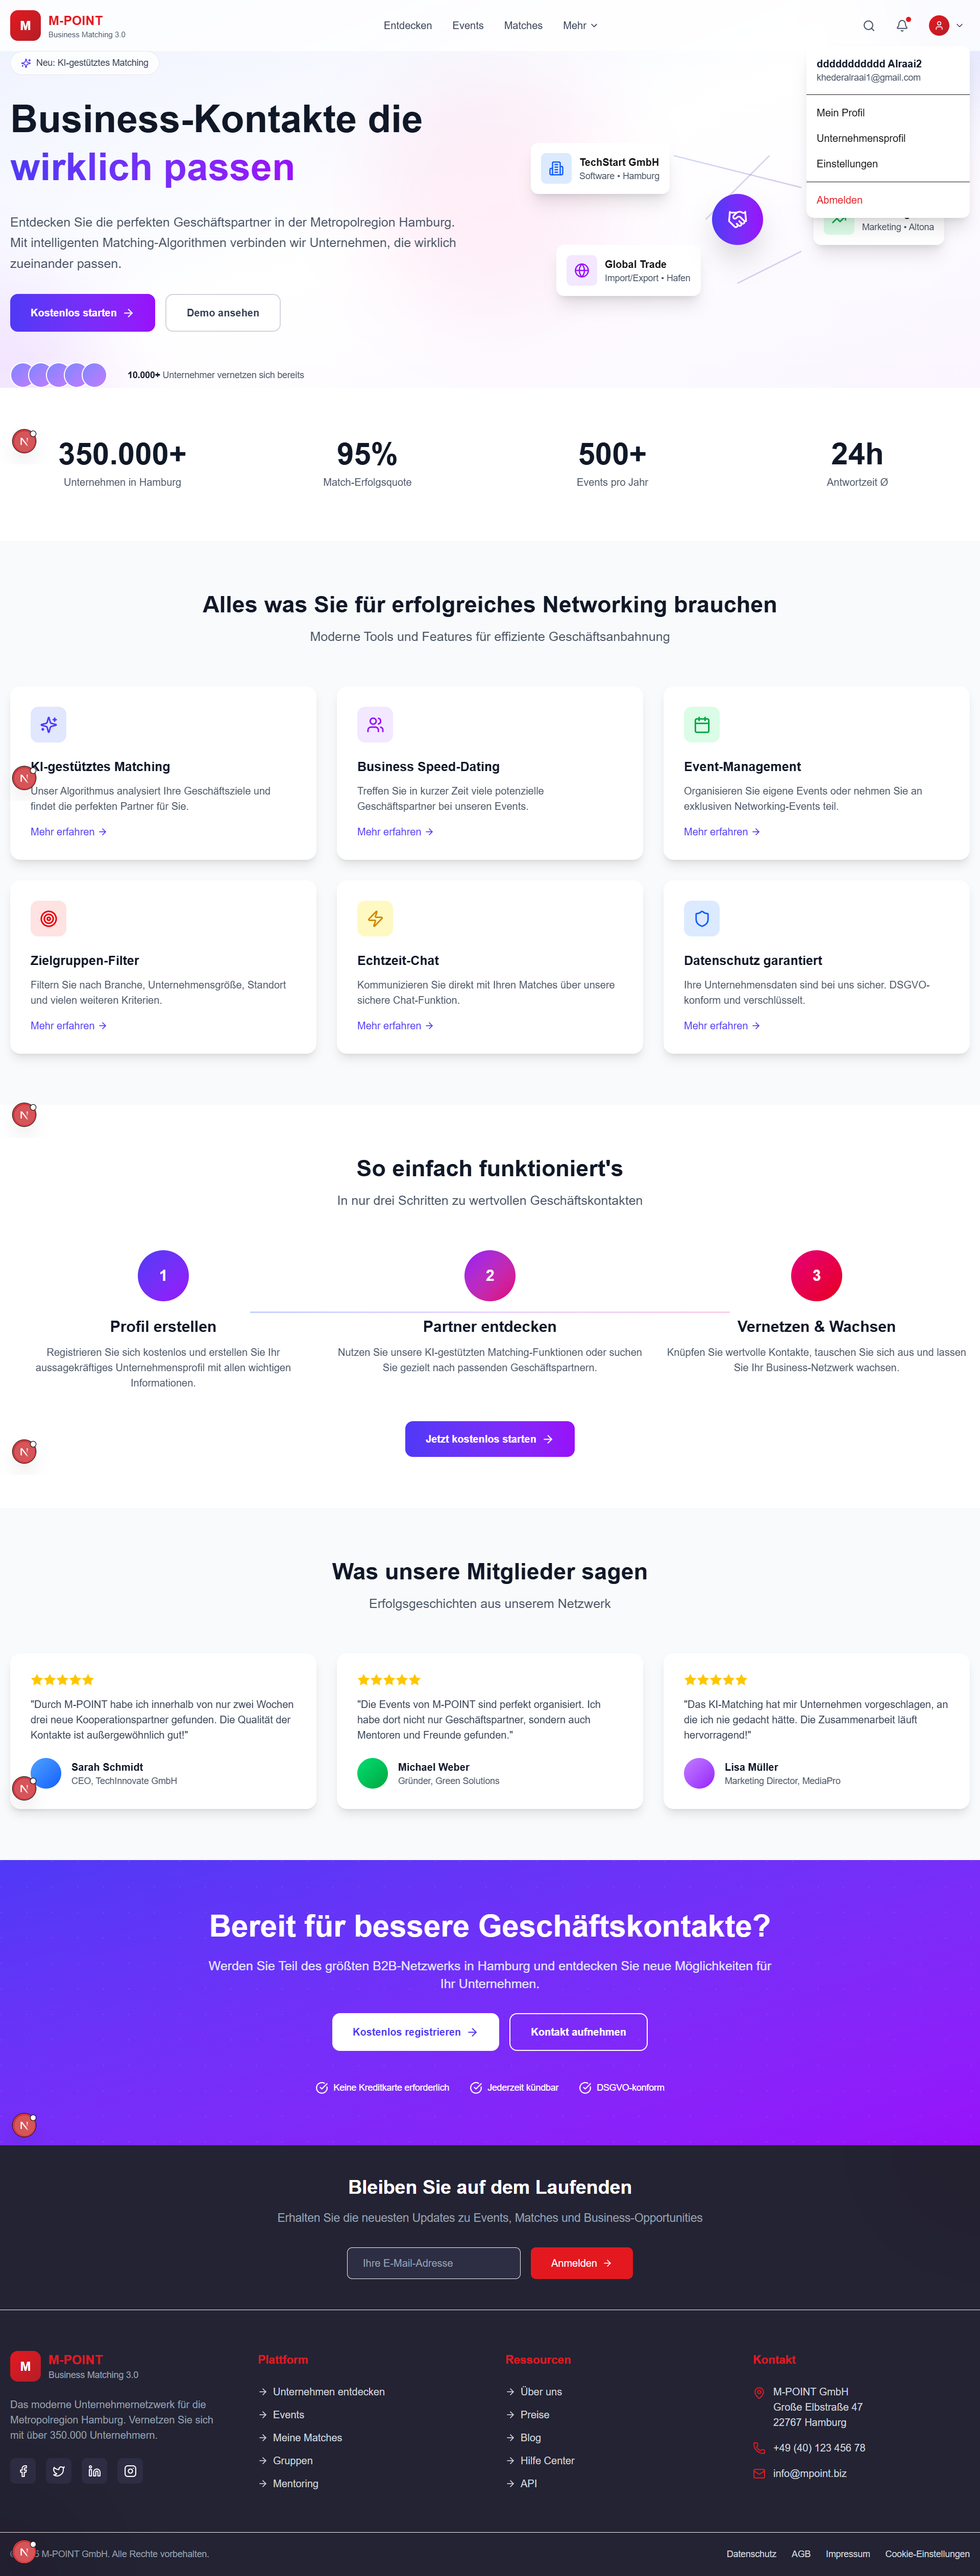 M
M-POINT
Business Matching 3.0
Entdecken
Events
Matches
Mehr
ddddddddddd Alraai2
khederalraai1@gmail.com
Mein Profil
Unternehmensprofil
Einstellungen
Abmelden
Neu: KI-gestütztes Matching
Business-Kontakte die
wirklich passen
Entdecken Sie die perfekten Geschäftspartner in der Metropolregion Hamburg.
Mit intelligenten Matching-Algorithmen verbinden wir Unternehmen, die wirklich
zueinander passen.
Kostenlos starten
Demo ansehen
10.000+ Unternehmer vernetzen sich bereits
TechStart GmbH
Software • Hamburg
Marketing • Altona
Global Trade
Import/Export • Hafen
350.000+
Unternehmen in Hamburg
95%
Match-Erfolgsquote
500+
Events pro Jahr
24h
Antwortzeit Ø
Alles was Sie für erfolgreiches Networking brauchen
Moderne Tools und Features für effiziente Geschäftsanbahnung
KI-gestütztes Matching
Unser Algorithmus analysiert Ihre Geschäftsziele und
findet die perfekten Partner für Sie.
Mehr erfahren
Business Speed-Dating
Treffen Sie in kurzer Zeit viele potenzielle
Geschäftspartner bei unseren Events.
Mehr erfahren
Event-Management
Organisieren Sie eigene Events oder nehmen Sie an
exklusiven Networking-Events teil.
Mehr erfahren
Zielgruppen-Filter
Filtern Sie nach Branche, Unternehmensgröße, Standort
und vielen weiteren Kriterien.
Mehr erfahren
Echtzeit-Chat
Kommunizieren Sie direkt mit Ihren Matches über unsere
sichere Chat-Funktion.
Mehr erfahren
Datenschutz garantiert
Ihre Unternehmensdaten sind bei uns sicher. DSGVO-
konform und verschlüsselt.
Mehr erfahren
So einfach funktioniert's
In nur drei Schritten zu wertvollen Geschäftskontakten
1
Profil erstellen
Registrieren Sie sich kostenlos und erstellen Sie Ihr
aussagekräftiges Unternehmensprofil mit allen wichtigen
Informationen.
2
Partner entdecken
Nutzen Sie unsere KI-gestützten Matching-Funktionen oder suchen
Sie gezielt nach passenden Geschäftspartnern.
3
Vernetzen & Wachsen
Knüpfen Sie wertvolle Kontakte, tauschen Sie sich aus und lassen
Sie Ihr Business-Netzwerk wachsen.
Jetzt kostenlos starten
Was unsere Mitglieder sagen
Erfolgsgeschichten aus unserem Netzwerk
"Durch M-POINT habe ich innerhalb von nur zwei Wochen
drei neue Kooperationspartner gefunden. Die Qualität der
Kontakte ist außergewöhnlich gut!"
Sarah Schmidt
CEO, TechInnovate GmbH
"Die Events von M-POINT sind perfekt organisiert. Ich
habe dort nicht nur Geschäftspartner, sondern auch
Mentoren und Freunde gefunden."
Michael Weber
Gründer, Green Solutions
"Das KI-Matching hat mir Unternehmen vorgeschlagen, an
die ich nie gedacht hätte. Die Zusammenarbeit läuft
hervorragend!"
Lisa Müller
Marketing Director, MediaPro
Bereit für bessere Geschäftskontakte?
Werden Sie Teil des größten B2B-Netzwerks in Hamburg und entdecken Sie neue Möglichkeiten für
Ihr Unternehmen.
Kostenlos registrieren
Kontakt aufnehmen
Keine Kreditkarte erforderlich
Jederzeit kündbar
DSGVO-konform
Bleiben Sie auf dem Laufenden
Erhalten Sie die neuesten Updates zu Events, Matches und Business-Opportunities
Ihre E-Mail-Adresse
Anmelden
M
M-POINT
Business Matching 3.0
Das moderne Unternehmernetzwerk für die
Metropolregion Hamburg. Vernetzen Sie sich
mit über 350.000 Unternehmern.
Plattform
Unternehmen entdecken
Events
Meine Matches
Gruppen
Mentoring
Ressourcen
Über uns
Preise
Blog
Hilfe Center
API
Kontakt
M-POINT GmbH
Große Elbstraße 47
22767 Hamburg
+49 (40) 123 456 78
info@mpoint.biz
M-POINT GmbH. Alle Rechte vorbehalten.
Datenschutz
AGB
Impressum
Cookie-Einstellungen